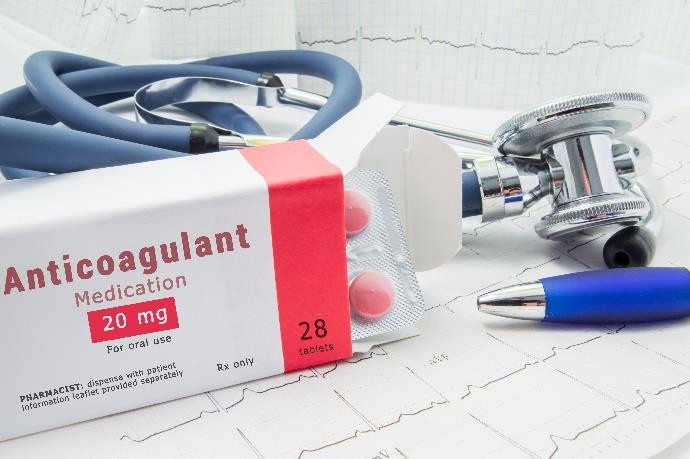 Anticoagulant
Medication
20 mg
For oral use
PHARMACIST: dispense with patient
information leaflet provided separately
Rx only
28
tablets
aVF